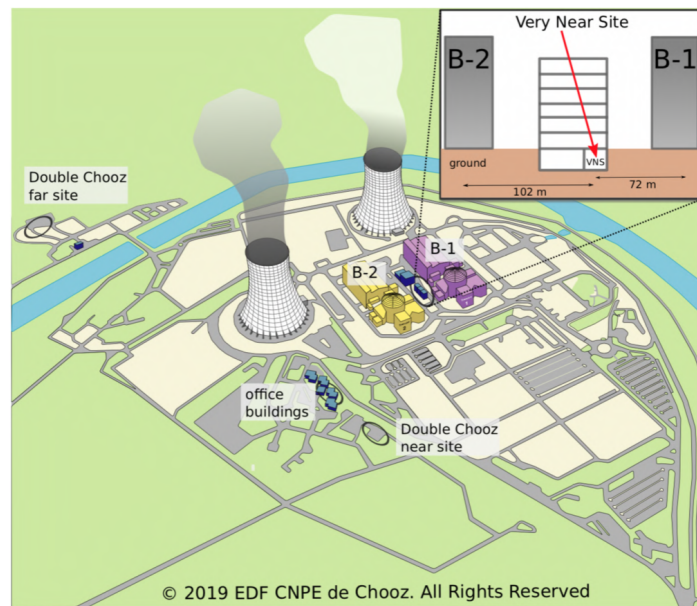 Very Near Site
B-2
B-1
VNS
ground
102 m
72 m
Double Chooz
far site
B-1
B-2
office
buildings
Double Chooz
near site
© 2019 EDF CNPE de Chooz. All Rights Reserved